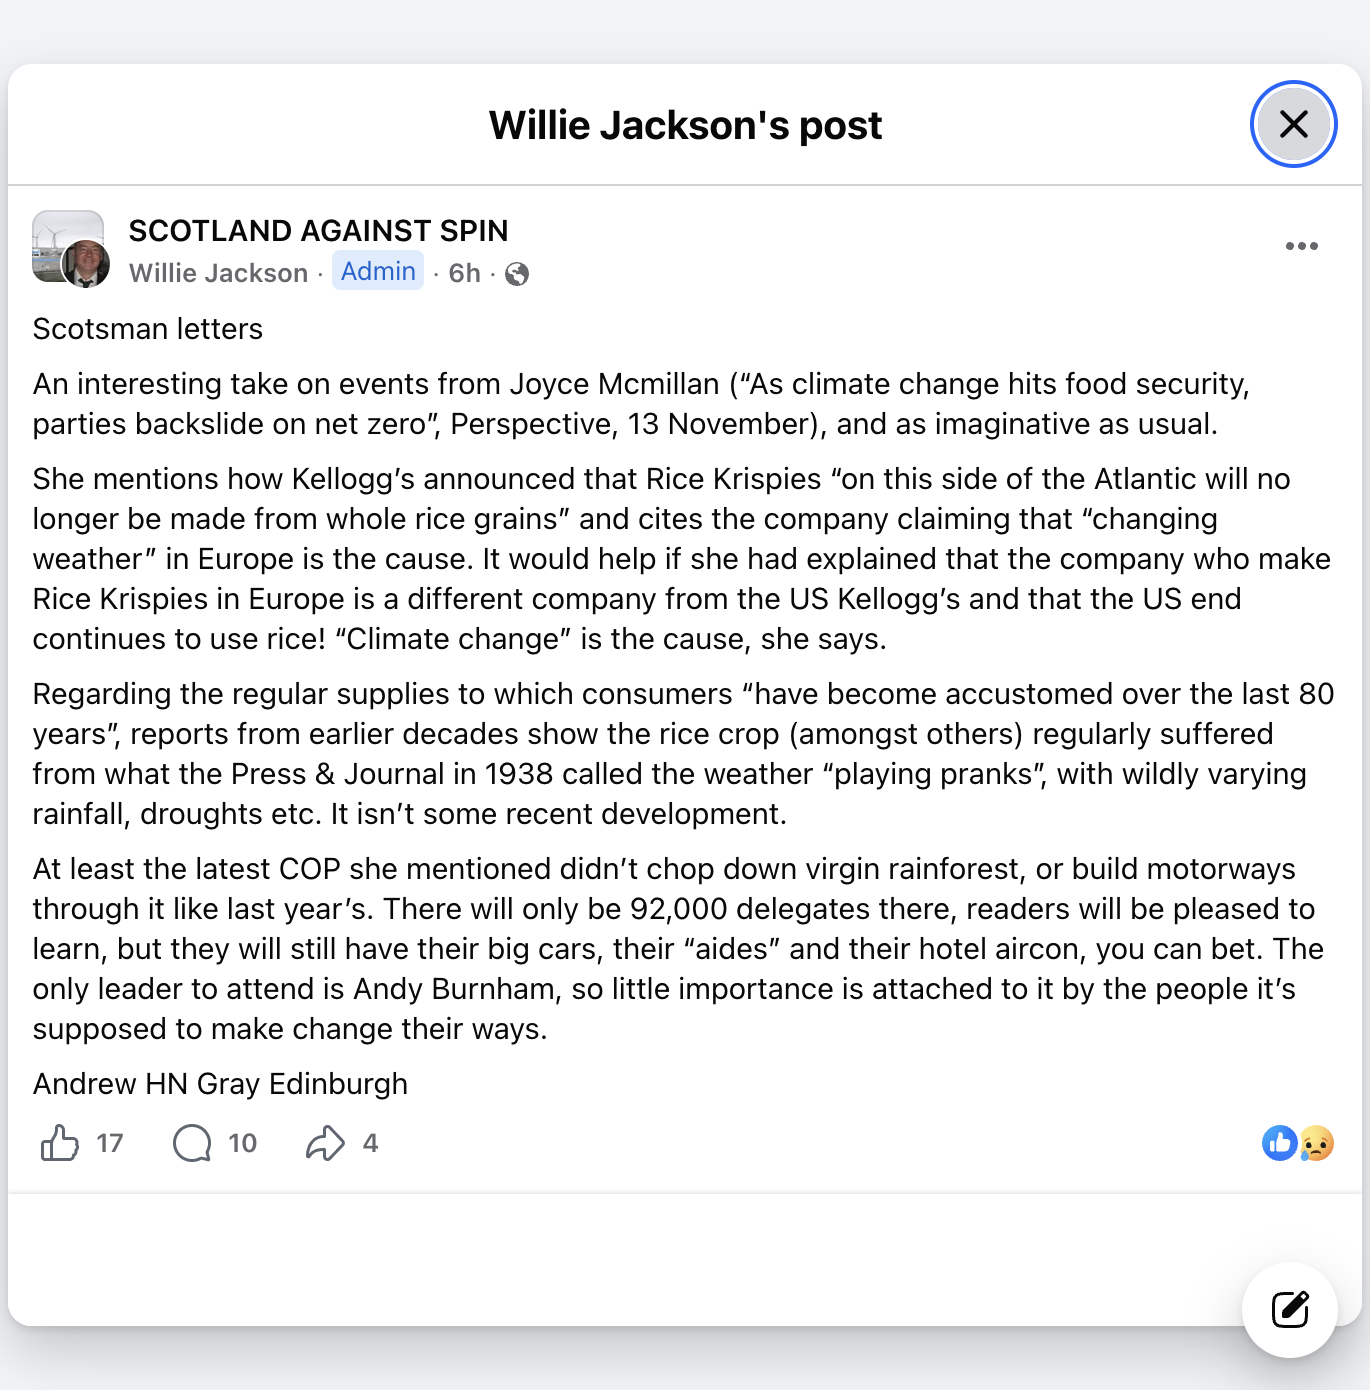 Willie Jackson's post
SCOTLAND AGAINST SPIN
Willie Jackson · Admin · 6h ·
Scotsman letters
An interesting take on events from Joyce Mcmillan (“As climate change hits food security,
parties backslide on net zero”, Perspective, 13 November), and as imaginative as usual.
She mentions how Kellogg’s announced that Rice Krispies “on this side of the Atlantic will no
longer be made from whole rice grains” and cites the company claiming that “changing
weather” in Europe is the cause. It would help if she had explained that the company who make
Rice Krispies in Europe is a different company from the US Kellogg’s and that the US end
continues to use rice! “Climate change” is the cause, she says.
Regarding the regular supplies to which consumers “have become accustomed over the last 80
years”, reports from earlier decades show the rice crop (amongst others) regularly suffered
from what the Press & Journal in 1938 called the weather “playing pranks”, with wildly varying
rainfall, droughts etc. It isn’t some recent development.
At least the latest COP she mentioned didn’t chop down virgin rainforest, or build motorways
through it like last year’s. There will only be 92,000 delegates there, readers will be pleased to
learn, but they will still have their big cars, their “aides” and their hotel aircon, you can bet. The
only leader to attend is Andy Burnham, so little importance is attached to it by the people it’s
supposed to make change their ways.
Andrew HN Gray Edinburgh
17 10 4